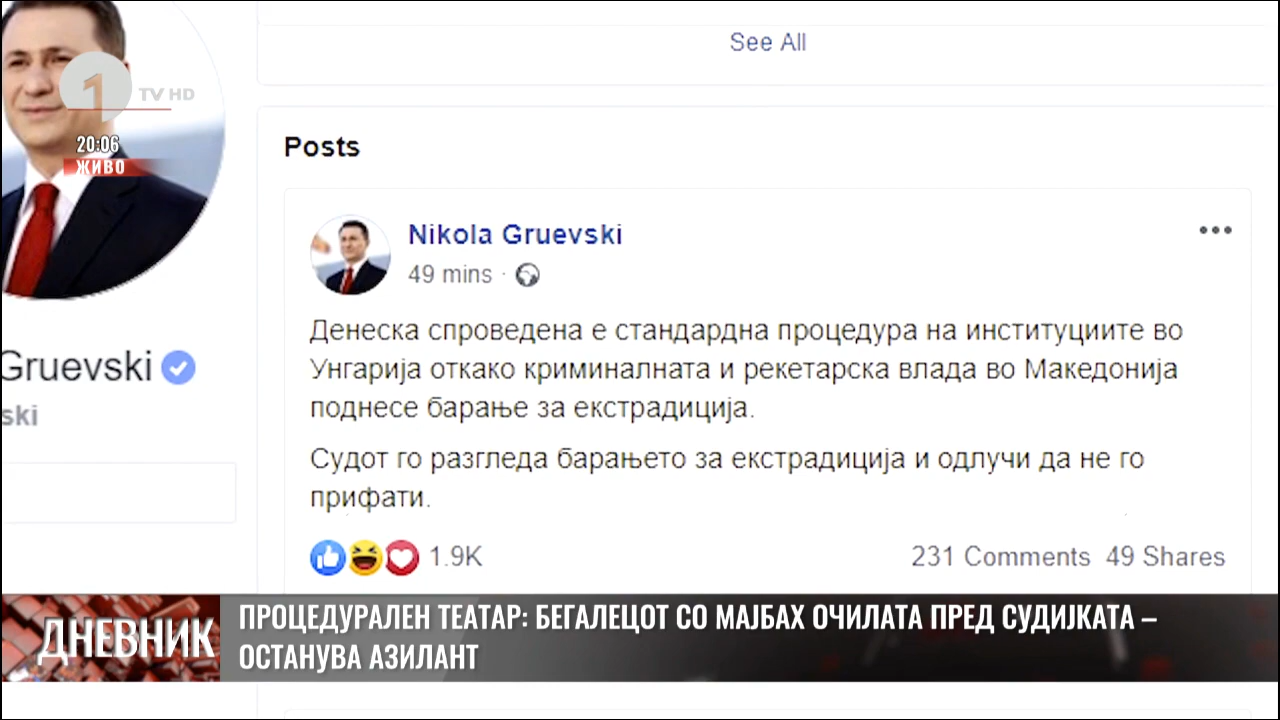 See All
1 TV HD
20:06
ЖИВО
Posts
Nikola Gruevski
49 mins ·
Денеска спроведена е стандардна процедура на институциите во
Унгарија откако криминалната и рекетарска влада во Македонија
поднесе барање за екстрадиција.
Судот го разгледа барањето за екстрадиција и одлучи да не го
прифати.
Gruevski
ski
1.9K
231 Comments 49 Shares
ДНЕВНИК
ПРОЦЕДУРАЛЕН ТЕАТАР: БЕГАЛЕЦОТ СО МАЈБАХ ОЧИЛАТА ПРЕД СУДИЈКАТА –
ОСТАНУВА АЗИЛАНТ